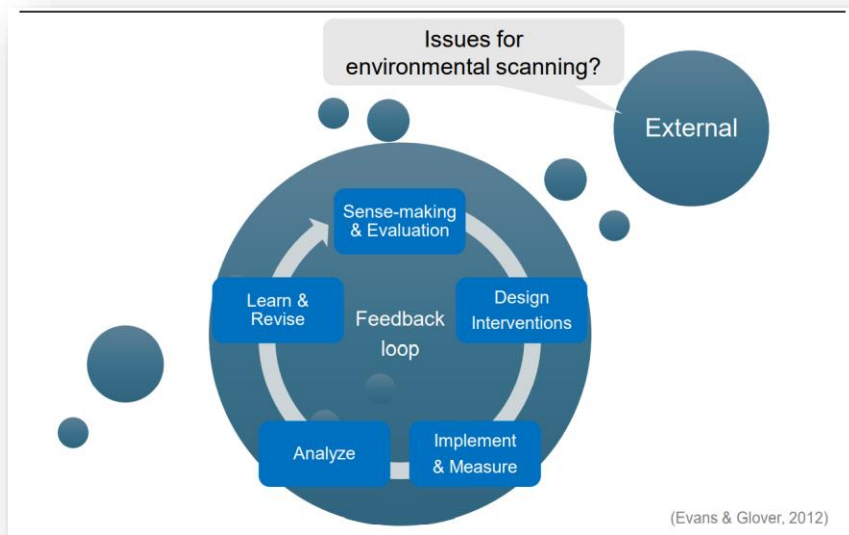 Issues for
environmental scanning?
External
Sense-making
& Evaluation
Design
Interventions
Implement
& Measure
Analyze
Learn &
Revise
Feedback
loop
(Evans & Glover, 2012)